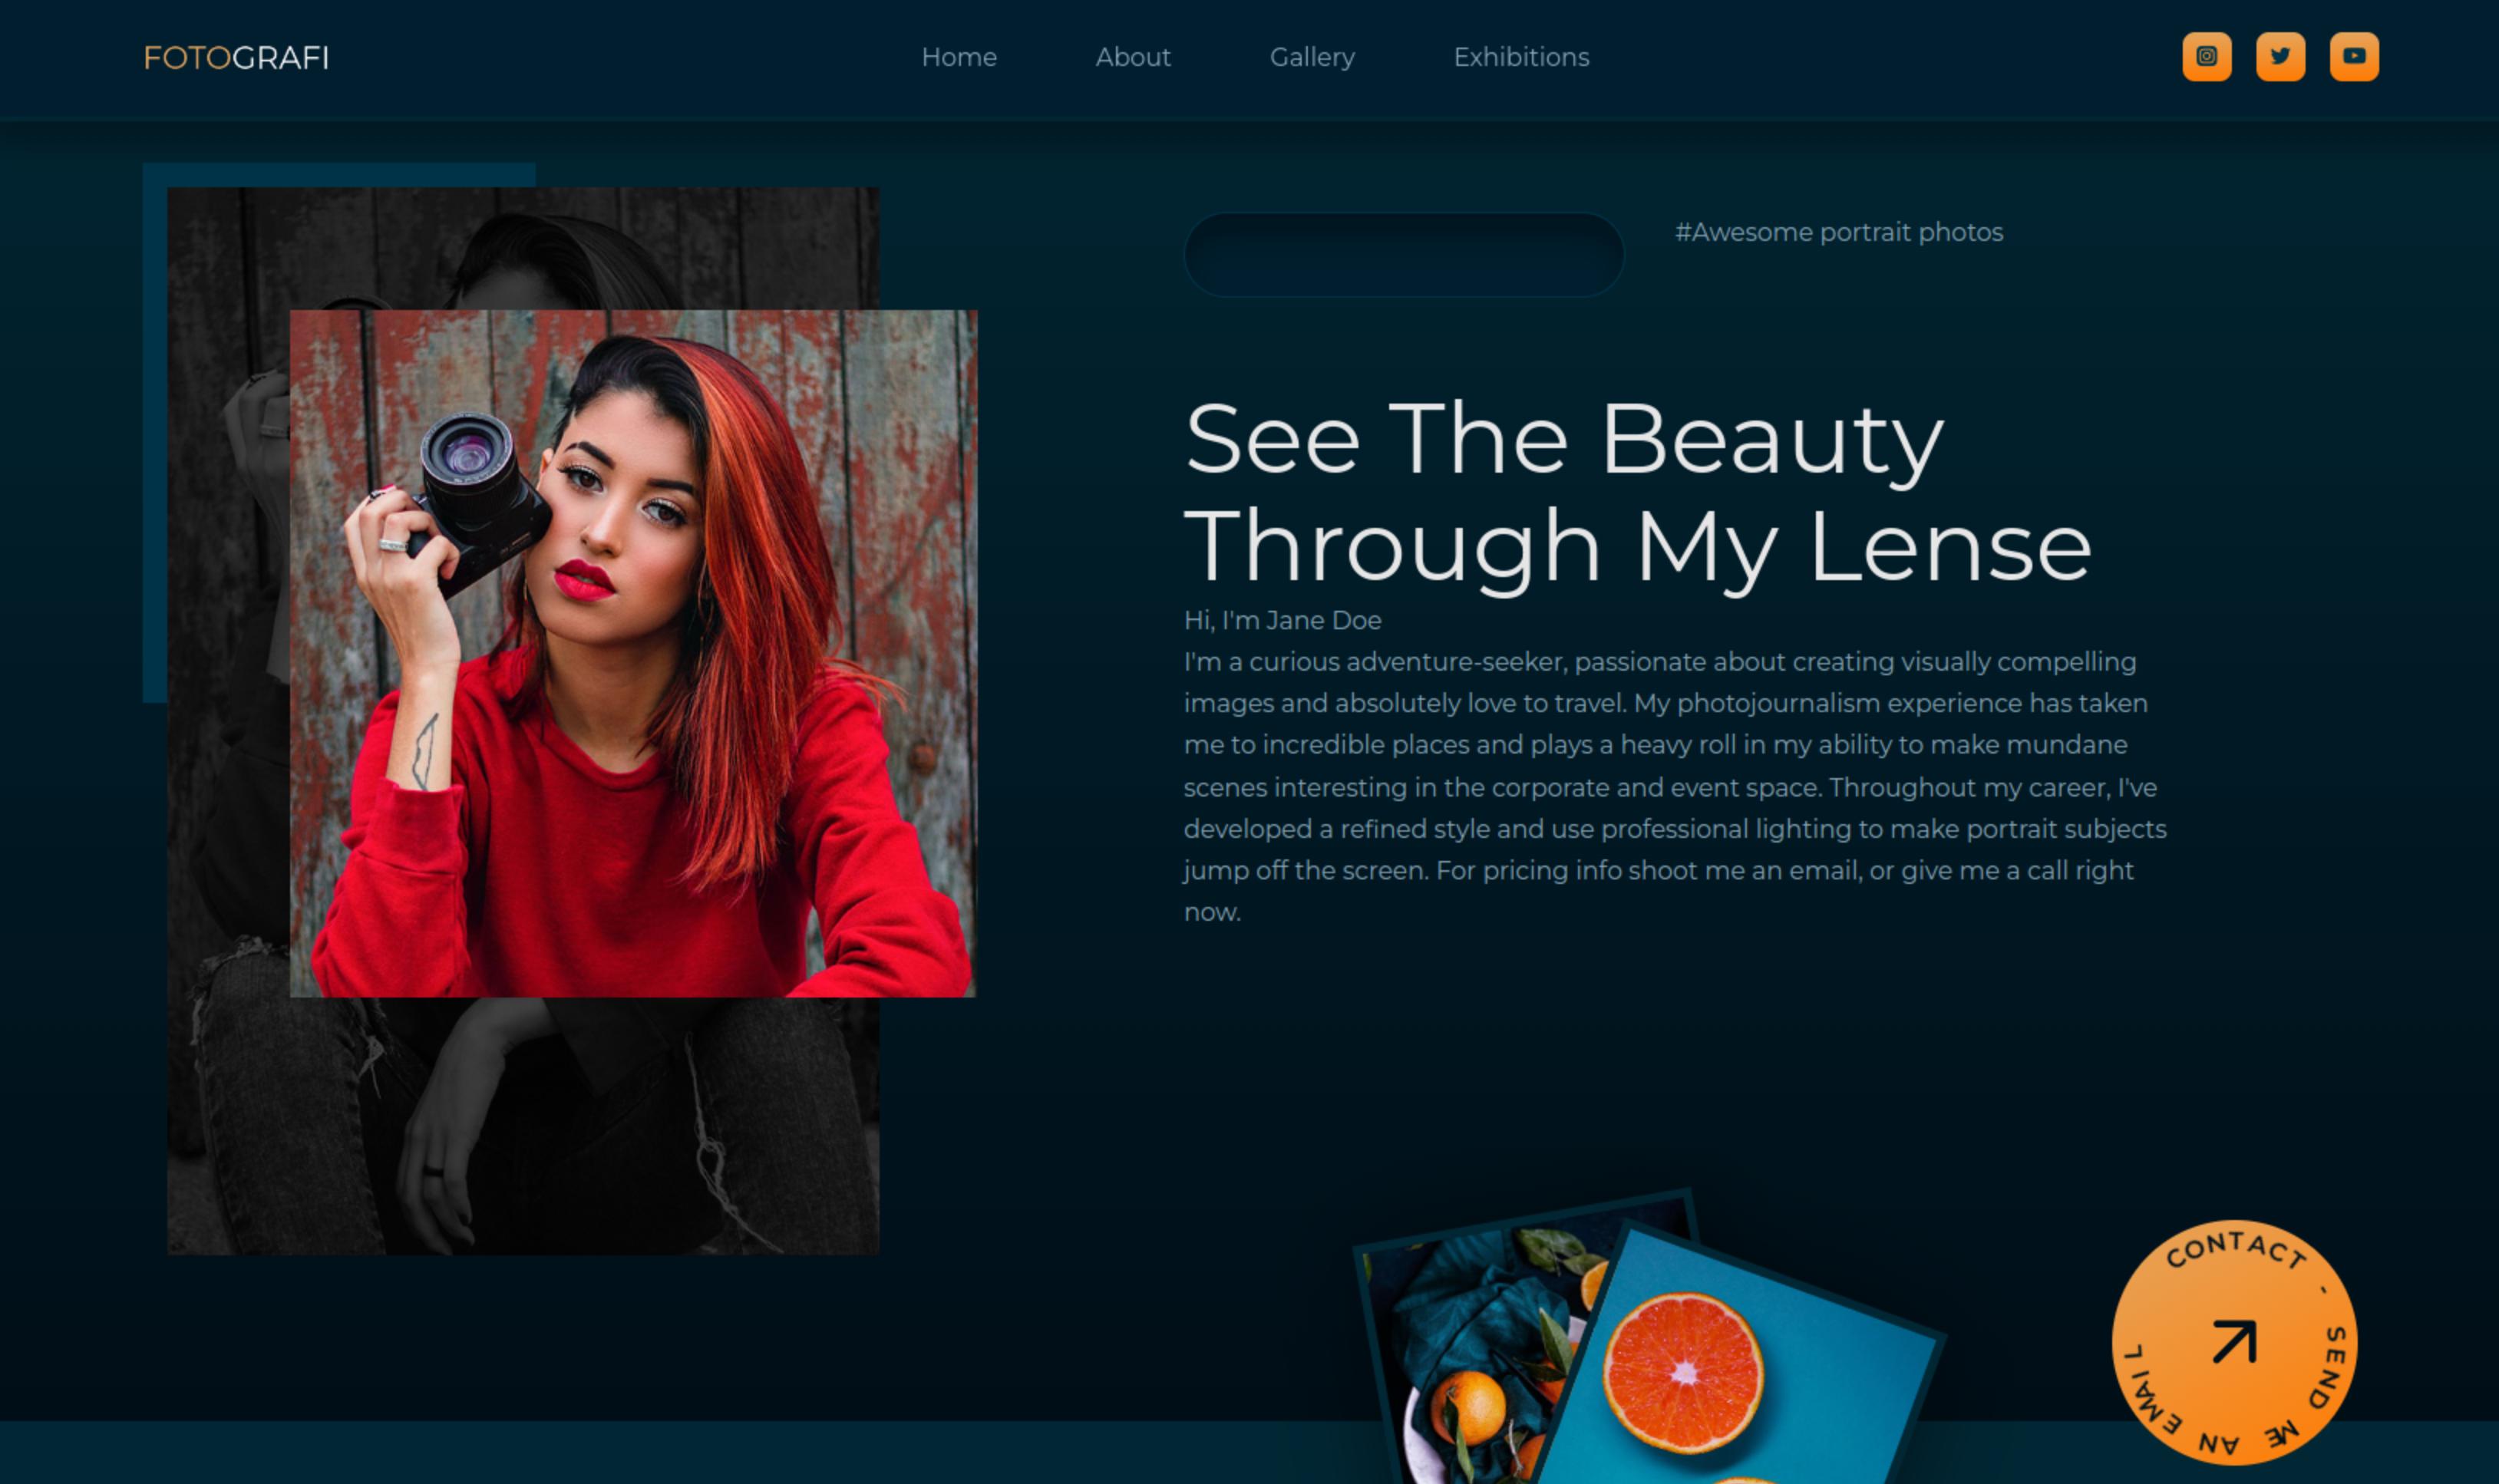 FOTOGRAFI
Home
About
Gallery
Exhibitions
#Awesome portrait photos
See The Beauty
Through My Lense
Hi, I'm Jane Doe
I'm a curious adventure-seeker, passionate about creating visually compelling
images and absolutely love to travel. My photojournalism experience has taken
me to incredible places and plays a heavy roll in my ability to make mundane
scenes interesting in the corporate and event space. Throughout my career, I've
developed a refined style and use professional lighting to make portrait subjects
jump off the screen. For pricing info shoot me an email, or give me a call right
now.
CONTACT - SEND ME AN EMAIL